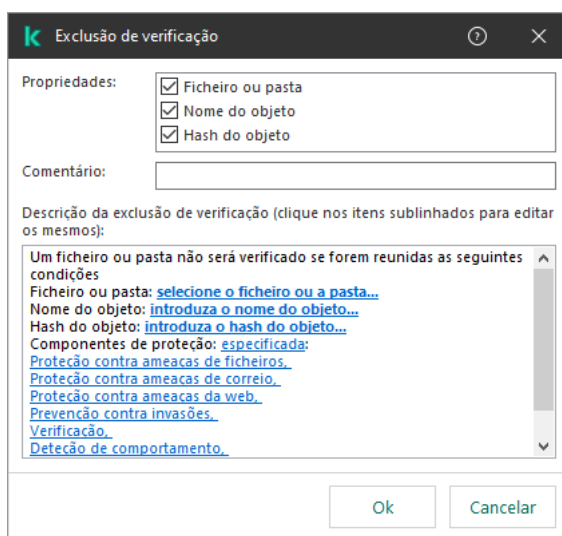 Exclusão de verificação
Propriedades:
Ficheiro ou pasta
Nome do objeto
Hash do objeto
Comentário:
Descrição da exclusão de verificação (clique nos itens sublinhados para editar
os mesmos):
Um ficheiro ou pasta não será verificado se forem reunidas as seguintes
condições
Ficheiro ou pasta: selecione o ficheiro ou a pasta...
Nome do objeto: introduza o nome do objeto...
Hash do objeto: introduza o hash do objeto...
Componentes de proteção: especificada:
Proteção contra ameaças de ficheiros,
Proteção contra ameaças de correio,
Proteção contra ameaças da web,
Prevenção contra invasões,
Verificação,
Deteção de comportamento,
Ok
Cancelar